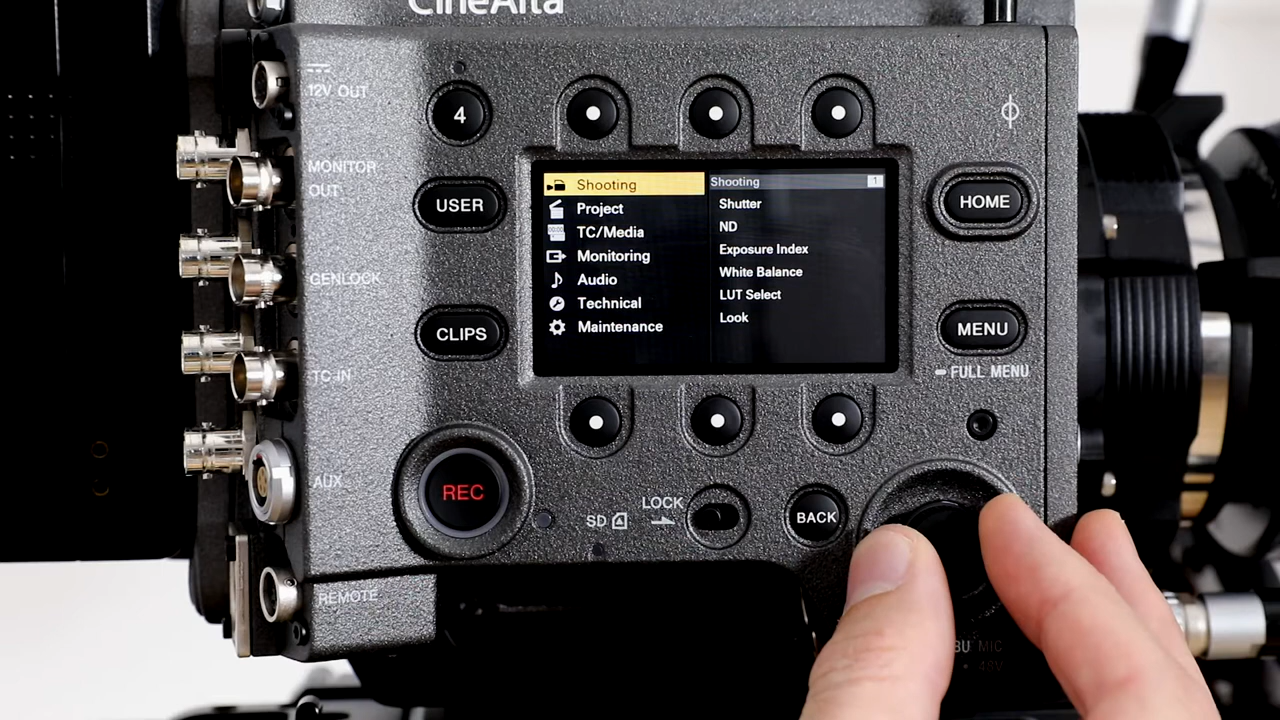 CineAlta
12V OUT
4
MONITOR
OUT
USER
HOME
Shooting
Project
TC/Media
Monitoring
Audio
Technical
Maintenance
Shooting 1
Shutter
ND
Exposure Index
White Balance
LUT Select
Look
GENLOCK
CLIPS
MENU
FULL MENU
TC-IN
AUX
REC
SD
LOCK
BACK
REMOTE
MIC
48V